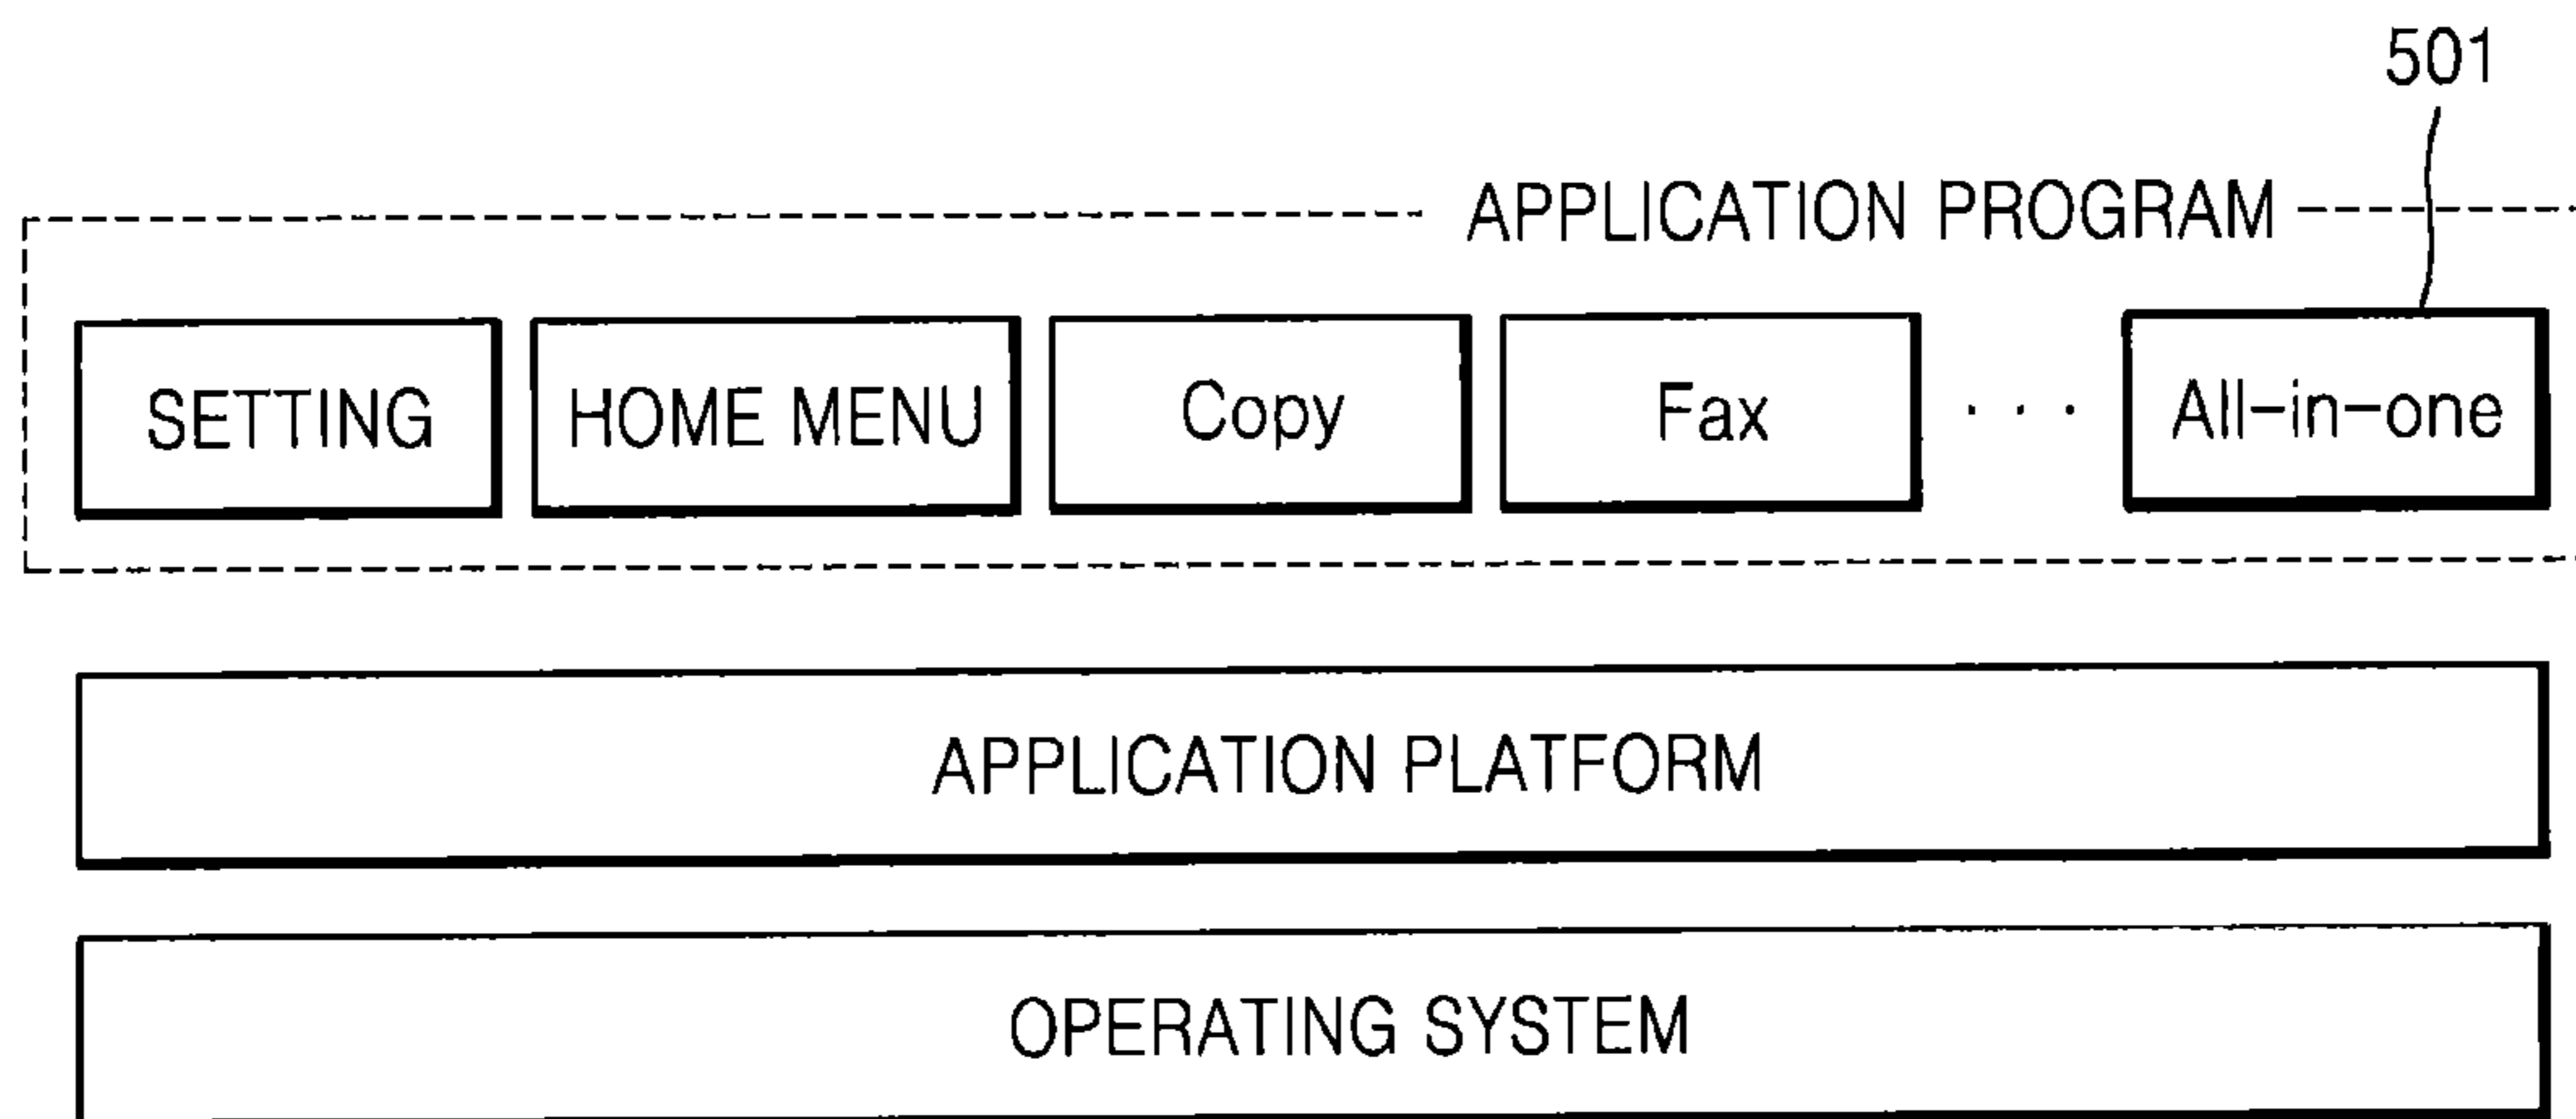 501
APPLICATION PROGRAM
SETTING HOME MENU Copy Fax · · · All-in-one
APPLICATION PLATFORM
OPERATING SYSTEM